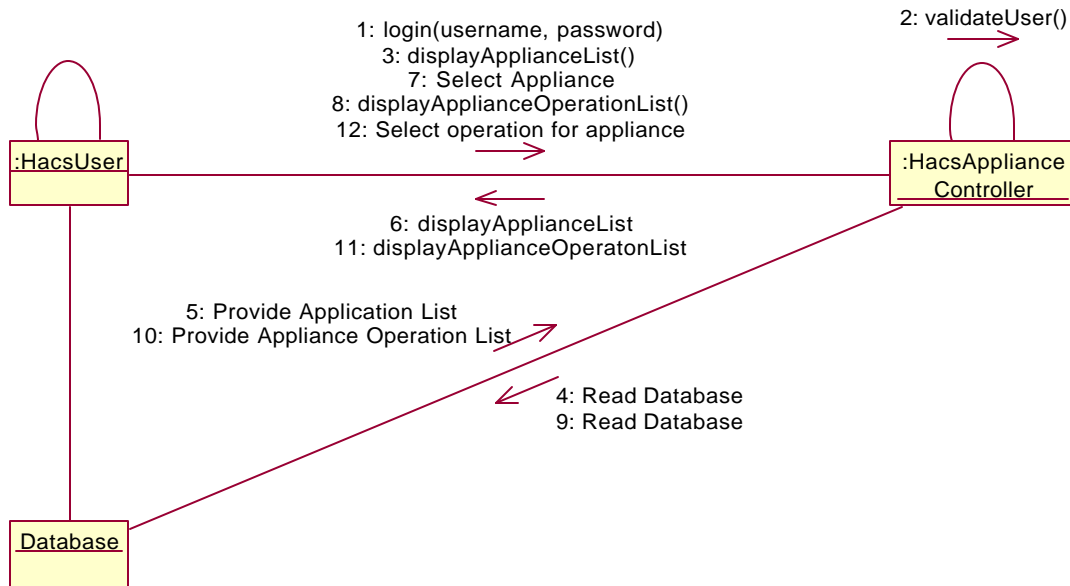 2: validateUser()
1: login(username, password)
3: displayApplianceList()
7: Select Appliance
8: displayApplianceOperationList()
12: Select operation for appliance
:HacsUser
:HacsAppliance
Controller
6: displayApplianceList
11: displayApplianceOperatonList
5: Provide Application List
10: Provide Appliance Operation List
4: Read Database
9: Read Database
Database